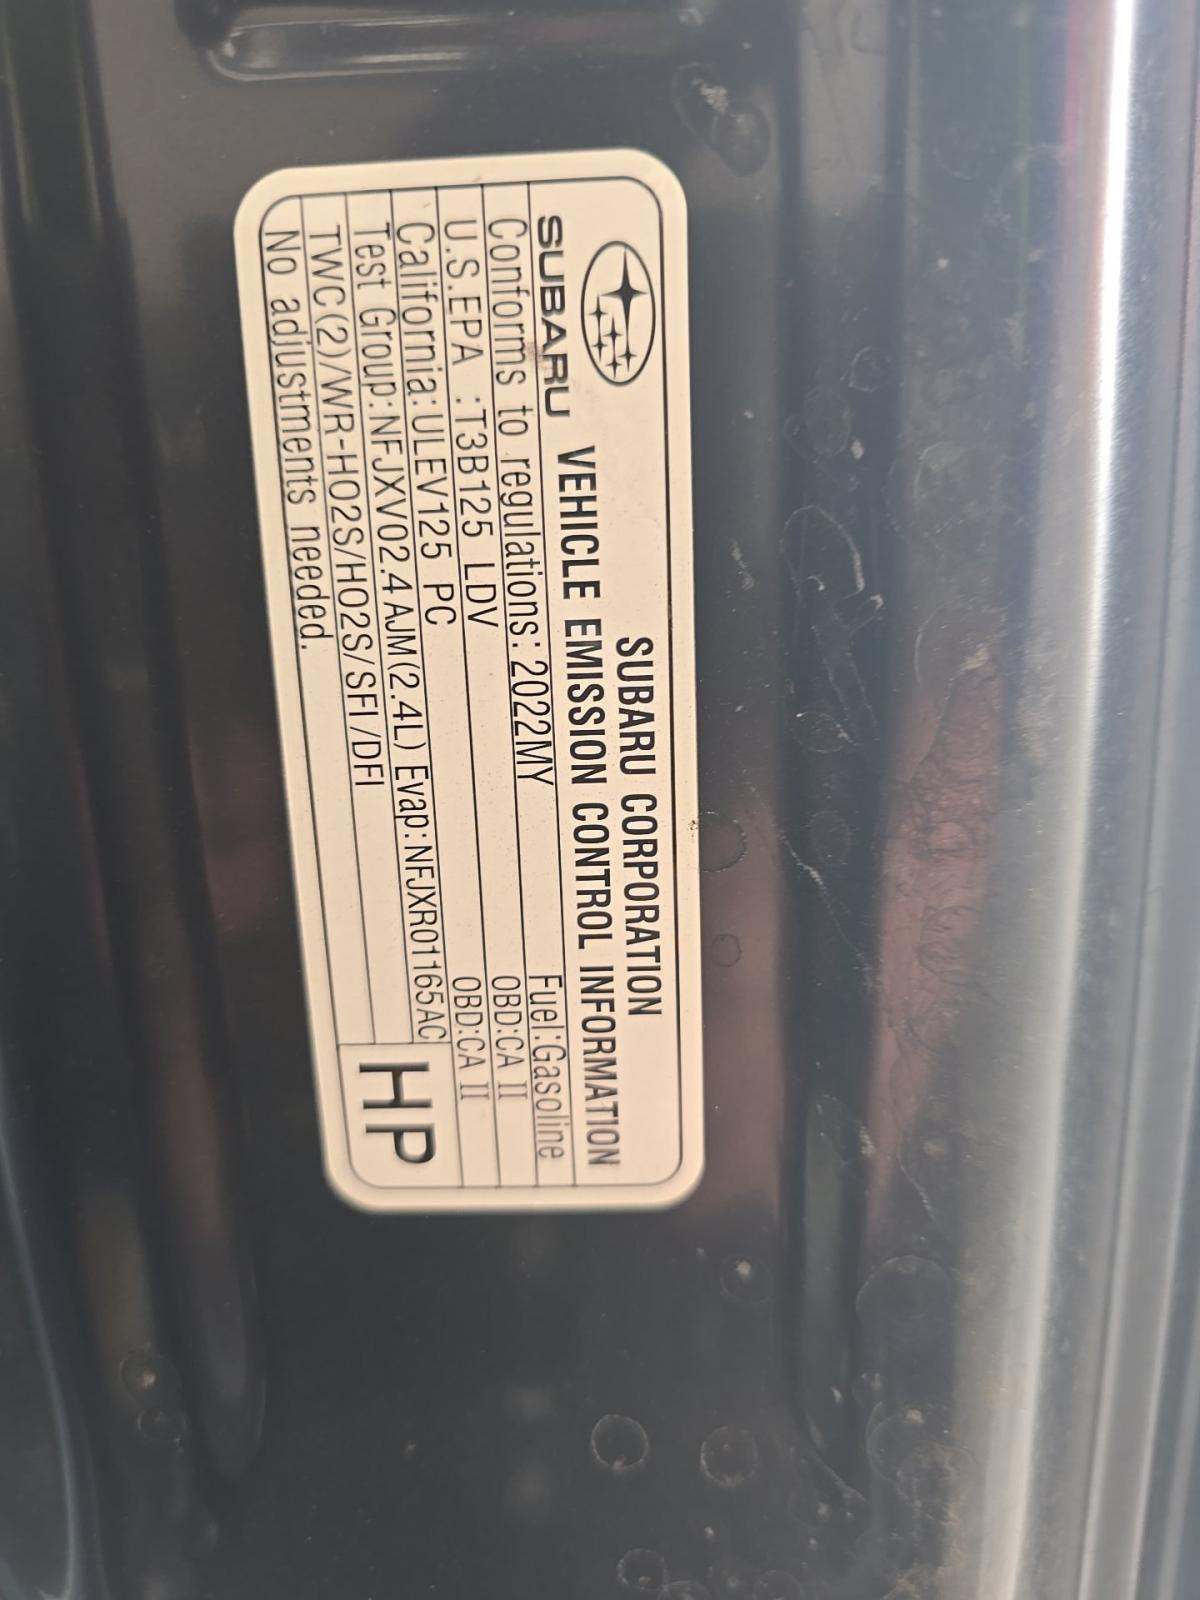 SUBARU CORPORATION
SUBARU VEHICLE EMISSION CONTROL INFORMATION
Conforms to regulations: 2022MY Fuel:Gasoline
U.S.EPA :T3B125 LDV OBD:CA II
California:ULEV125 PC OBD:CA II
Test Group:NFJXV02.4AJM(2.4L) Evap:NFJXR01165AC
TWC(2)/WR-HO2S/HO2S/SFI/DFI
No adjustments needed.
HP